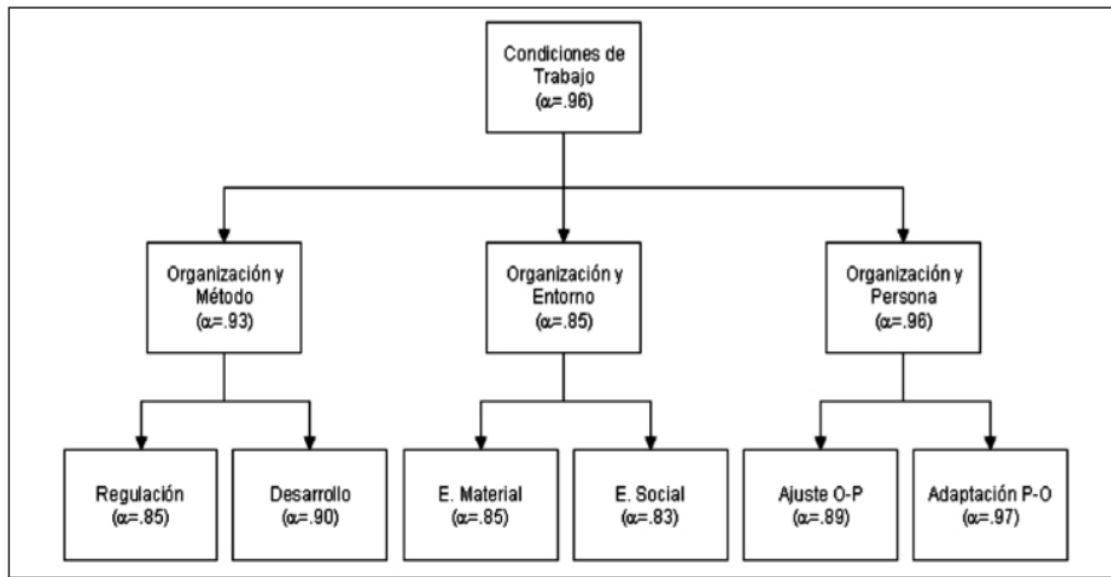 Condiciones de
Trabajo
(α=.96)
Organización y
Método
(α=.93)
Organización y
Entorno
(α=.85)
Organización y
Persona
(α=.96)
Regulación
(α=.85)
Desarrollo
(α=.90)
E. Material
(α=.85)
E. Social
(α=.83)
Ajuste O-P
(α=.89)
Adaptación P-O
(α=.97)